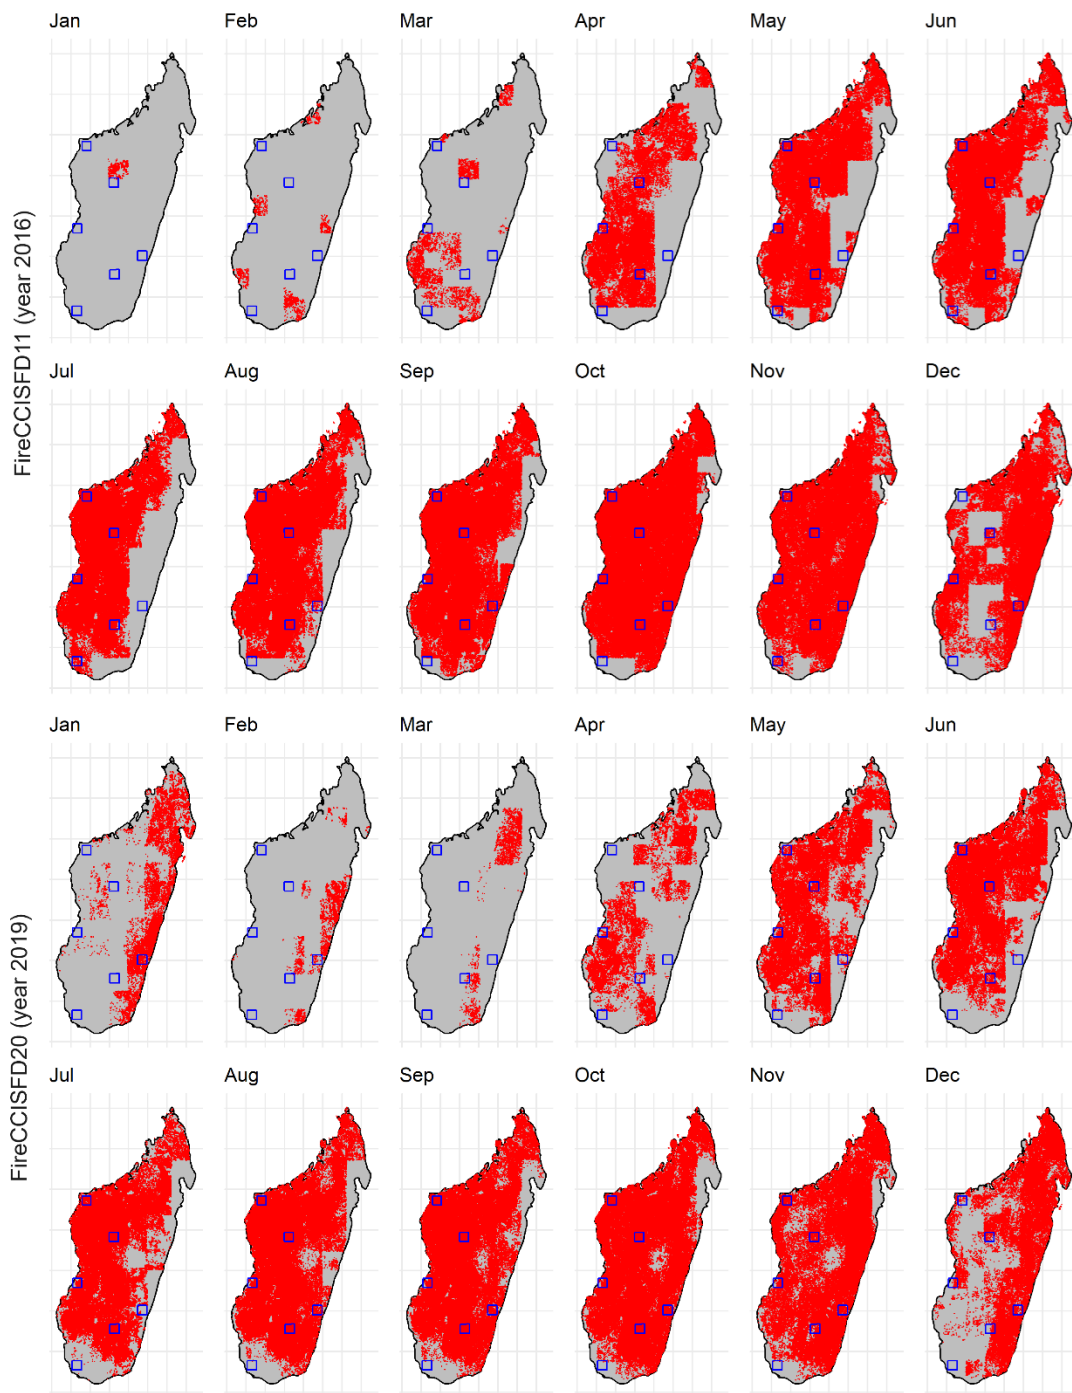 FireCCISFD11 (year 2016)
Jan Feb Mar Apr May Jun
Jul Aug Sep Oct Nov Dec
FireCCISFD20 (year 2019)
Jan Feb Mar Apr May Jun
Jul Aug Sep Oct Nov Dec